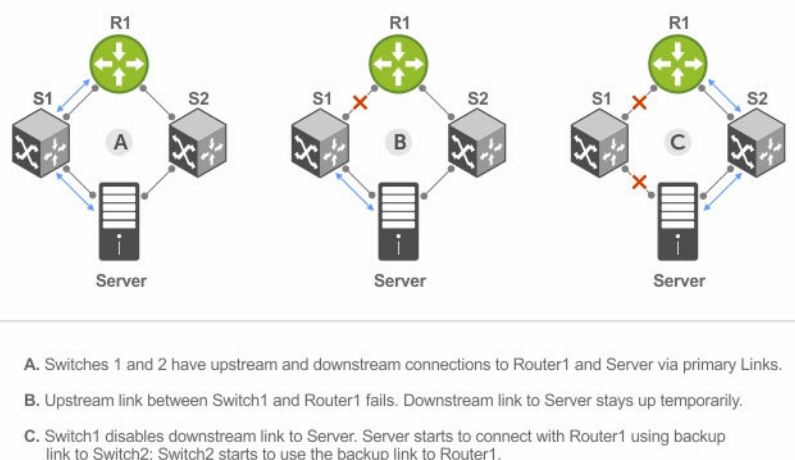 R1 R1 R1
S1 S2 S1 S2 S1 S2
A B C
Server Server Server
A. Switches 1 and 2 have upstream and downstream connections to Router1 and Server via primary Links.
B. Upstream link between Switch1 and Router1 fails. Downstream link to Server stays up temporarily.
C. Switch1 disables downstream link to Server. Server starts to connect with Router1 using backup
link to Switch2; Switch2 starts to use the backup link to Router1.